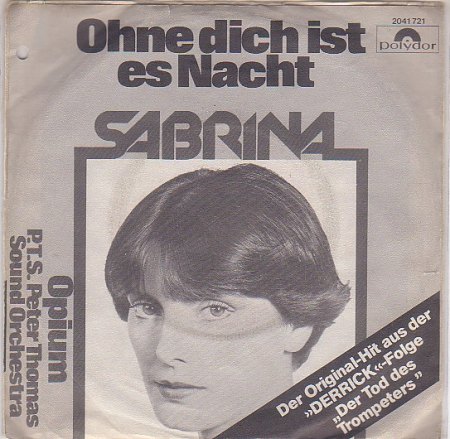 2041 721
polydor
Ohne dich ist
es Nacht
SABRINA
Opium
P.T.S. Peter Thomas
Sound Orchestra
Der Original-Hit aus der
»DERRICK«-Folge
„Der Tod des
Trompeters”